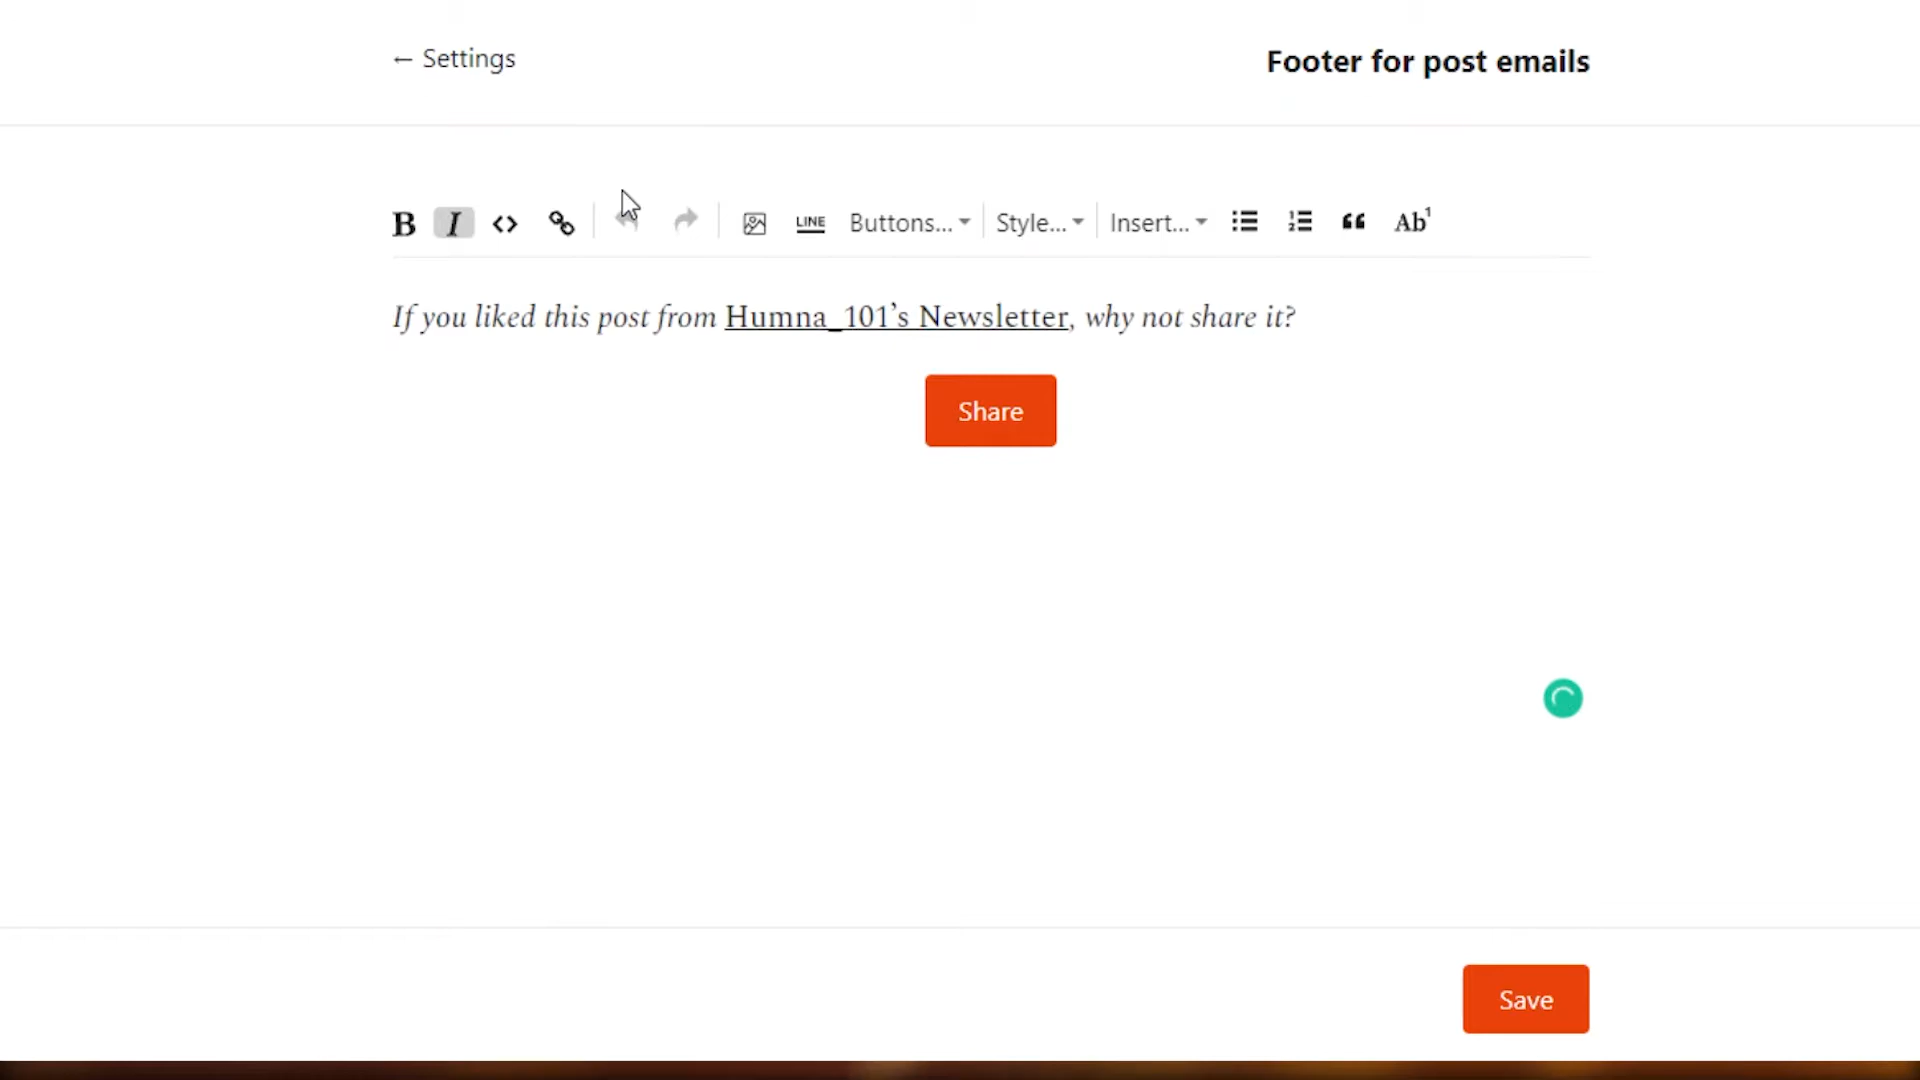 ← Settings
Footer for post emails
B I <> LINE Buttons... Style... Insert... “ Ab¹
If you liked this post from Humna_101’s Newsletter, why not share it?
Share
Save